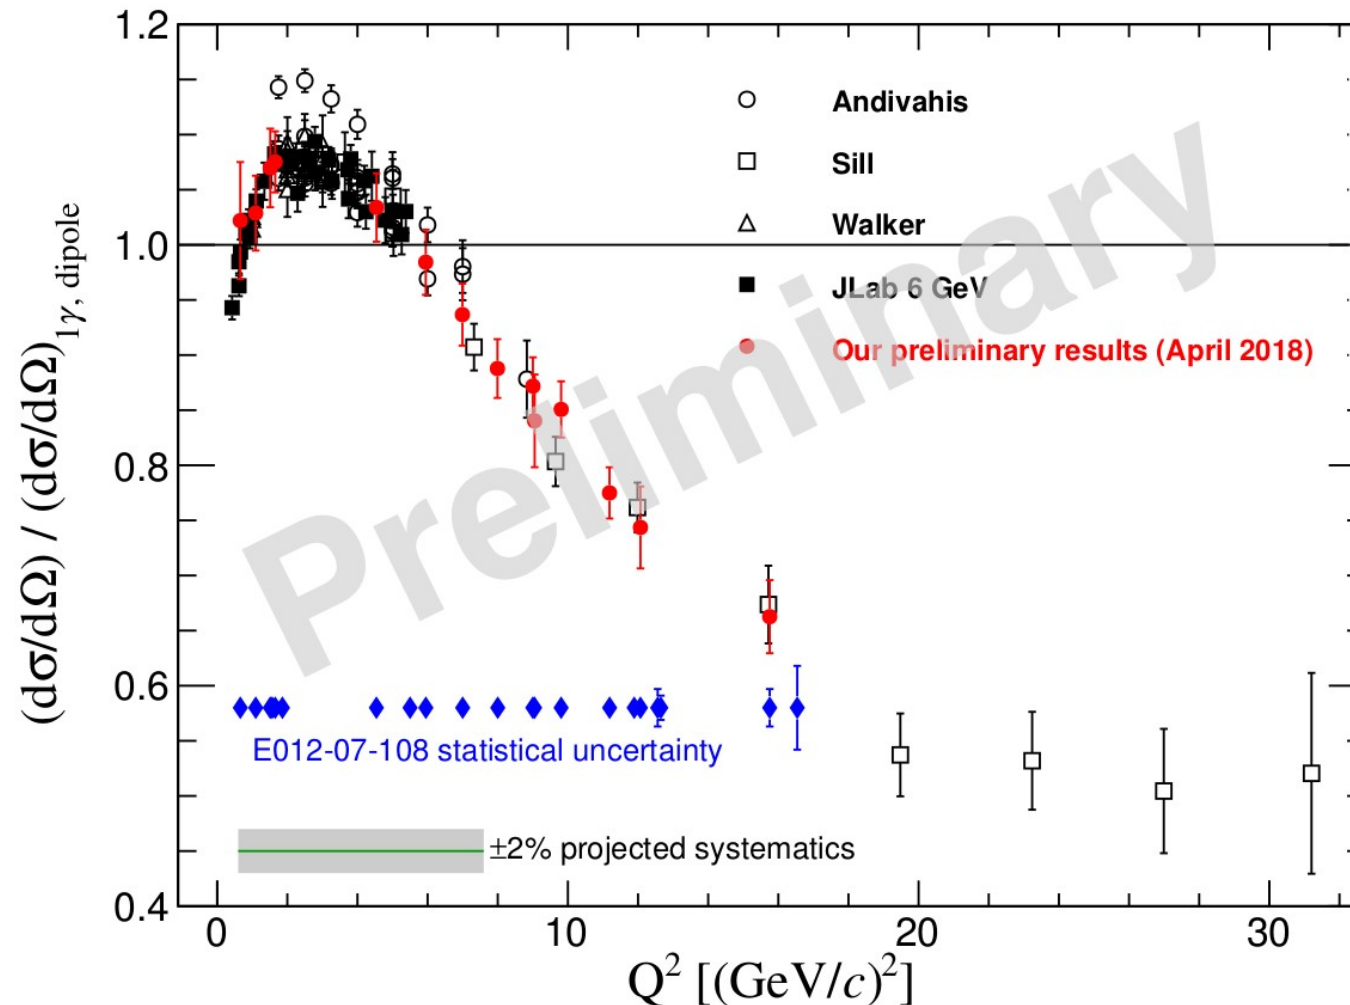 1.2
1.0
0.8
0.6
0.4
(dσ/dΩ) / (dσ/dΩ)1γ, dipole
Andivahis
Sill
Walker
JLab 6 GeV
Our preliminary results (April 2018)
Preliminary
E012-07-108 statistical uncertainty
±2% projected systematics
0 10 20 30
Q² [(GeV/c)²]